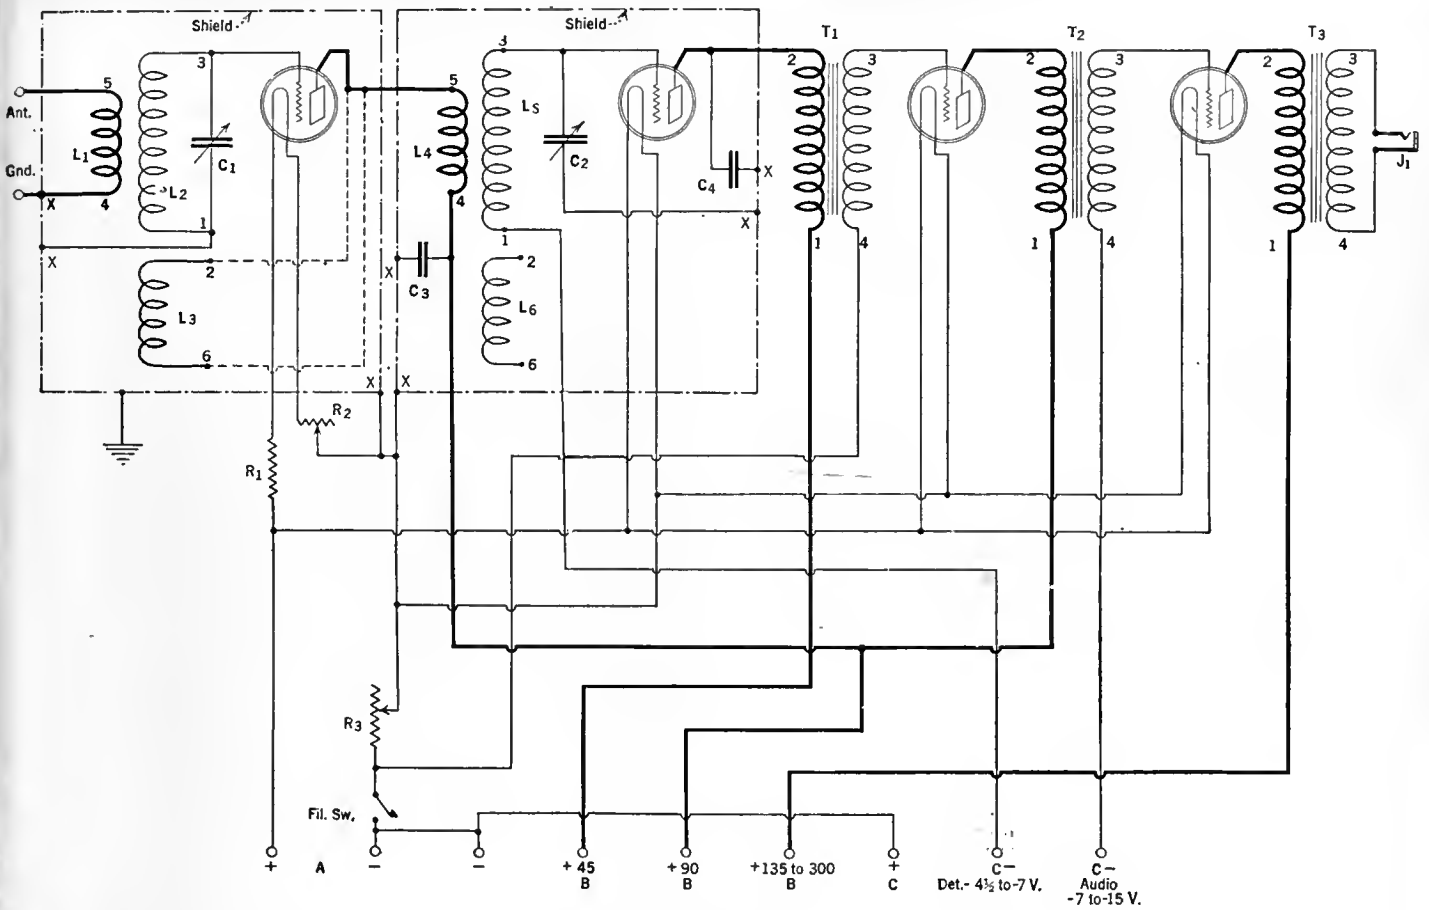 Shield
Shield
T1
T2
T3
3
3
2
3
2
3
2
3
5
5
Ant.
L1
C1
L5
C2
L4
C4
J1
Gnd.
L2
X
4
X
4
1
X
1
1
4
1
4
1
4
X
2
X
C3
2
L3
L6
6
6
X
X
R2
R1
R3
Fil. Sw.
+
A
−
−
+ 45
B
+90
B
+135 to 300
B
+
C
C−
Det.- 4½ to -7 V.
C−
Audio
-7 to -15 V.